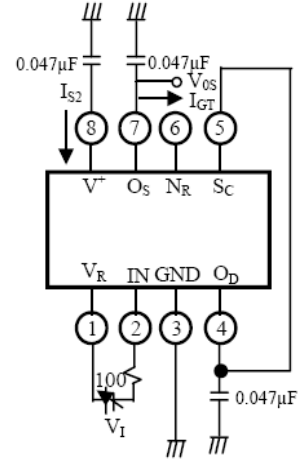 0.047μF
0.047μF
V0S
IS2
IGT
8
7
6
5
V+
OS
NR
SC
VR
IN
GND
OD
1
2
3
4
100
VI
0.047μF